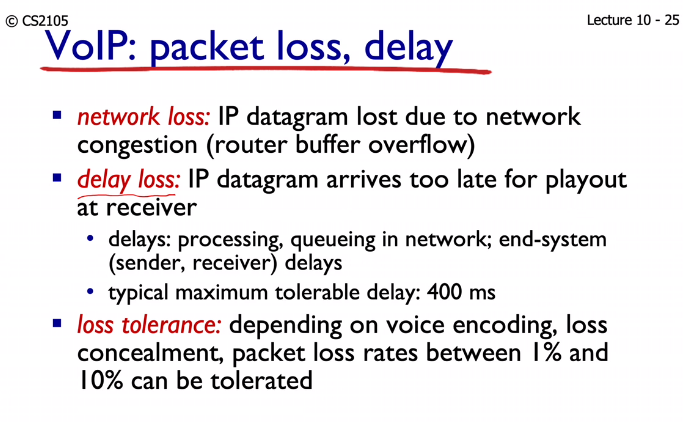 © CS2105
Lecture 10 - 25
VoIP: packet loss, delay
▪ network loss: IP datagram lost due to network
congestion (router buffer overflow)
▪ delay loss: IP datagram arrives too late for playout
at receiver
• delays: processing, queueing in network; end-system
(sender, receiver) delays
• typical maximum tolerable delay: 400 ms
▪ loss tolerance: depending on voice encoding, loss
concealment, packet loss rates between 1% and
10% can be tolerated